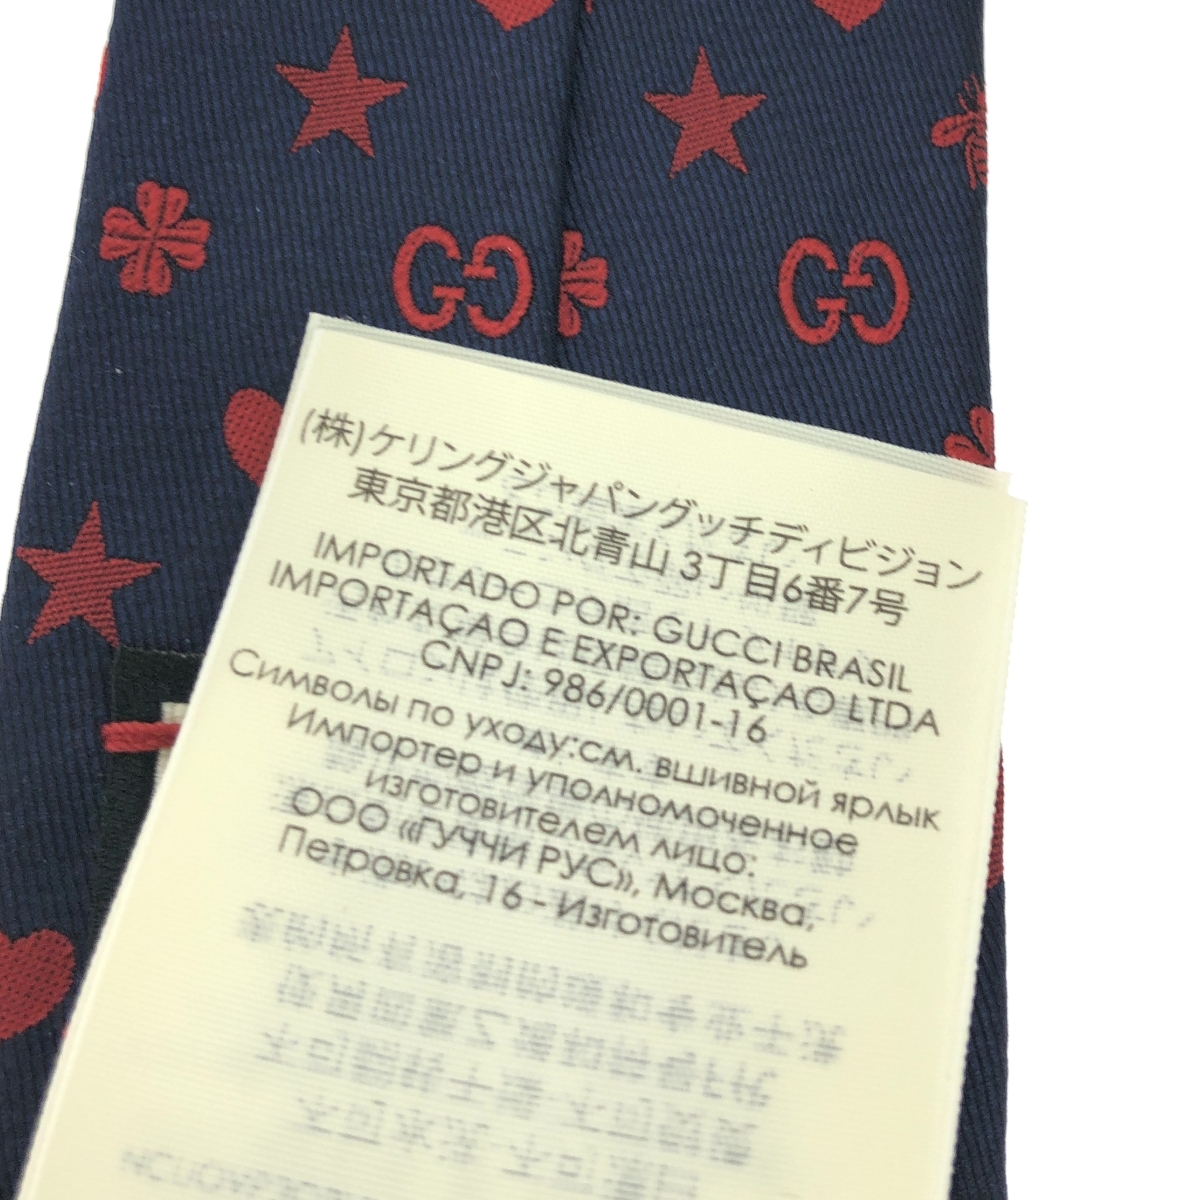 (株)ケリングジャパングッチディビジョン
東京都港区北青山 3丁目6番7号
IMPORTADO POR: GUCCI BRASIL
IMPORTAÇAO E EXPORTAÇAO LTDA
CNPJ: 986/0001-16
Символы по уходу:см. вшивной ярлык
Импортер и уполномоченное
изготовителем лицо:
ООО «ГУЧЧИ РУС», Москва,
Петровка, 16 - Изготовитель